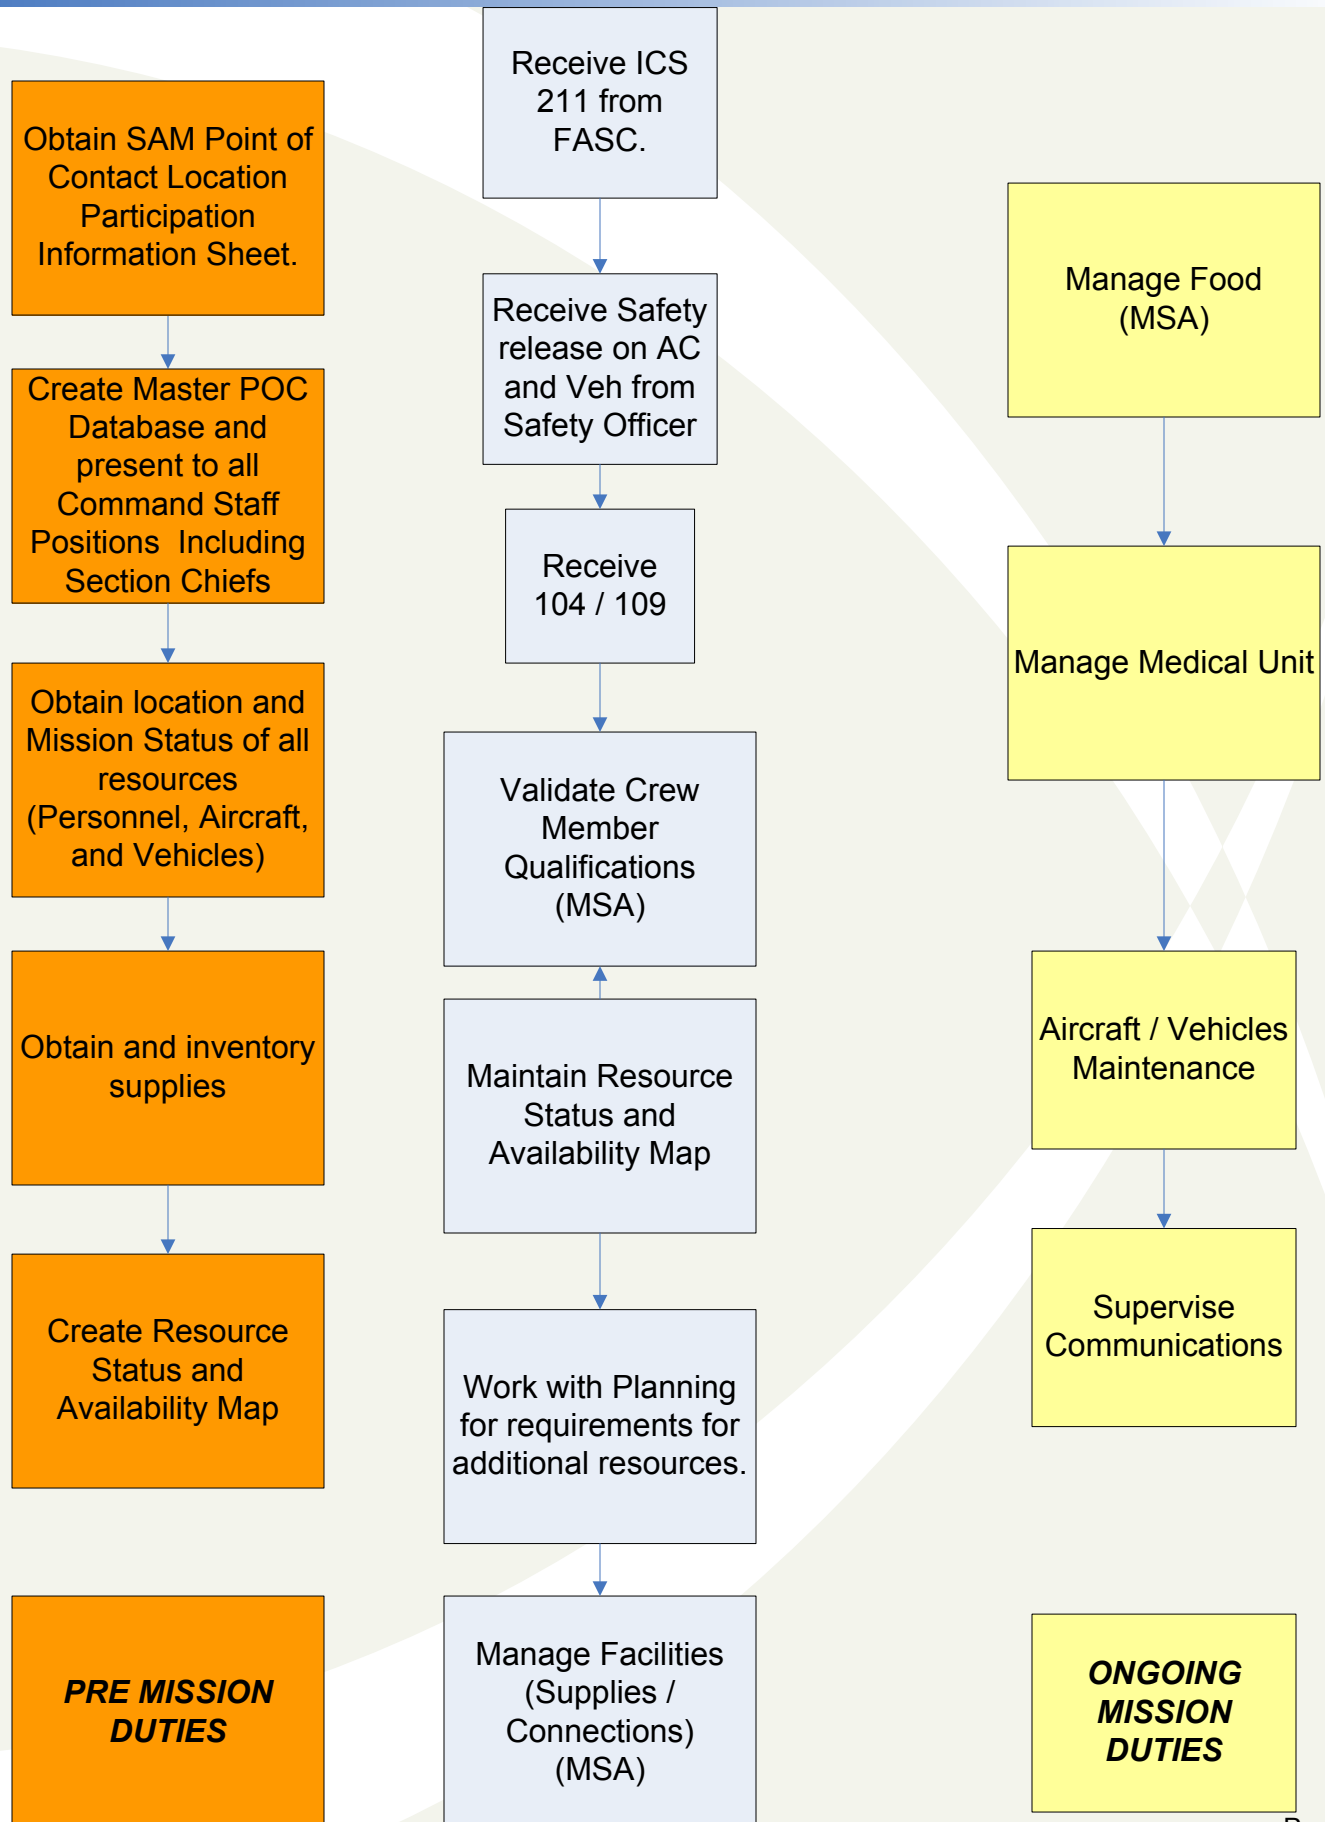 Obtain SAM Point of
Contact Location
Participation
Information Sheet.
Create Master POC
Database and
present to all
Command Staff
Positions Including
Section Chiefs
Obtain location and
Mission Status of all
resources
(Personnel, Aircraft,
and Vehicles)
Obtain and inventory
supplies
Create Resource
Status and
Availability Map
PRE MISSION
DUTIES
Receive ICS
211 from
FASC.
Receive Safety
release on AC
and Veh from
Safety Officer
Receive
104 / 109
Validate Crew
Member
Qualifications
(MSA)
Maintain Resource
Status and
Availability Map
Work with Planning
for requirements for
additional resources.
Manage Facilities
(Supplies /
Connections)
(MSA)
Manage Food
(MSA)
Manage Medical Unit
Aircraft / Vehicles
Maintenance
Supervise
Communications
ONGOING
MISSION
DUTIES